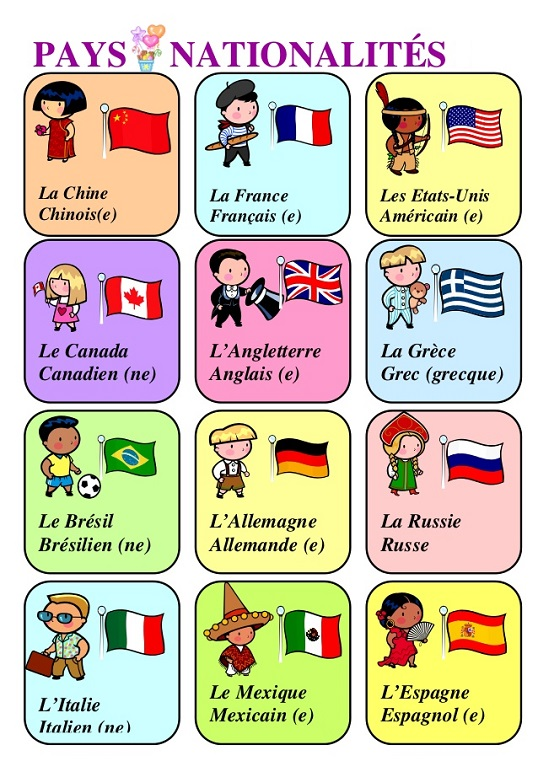 PAYS NATIONALITÉS
La Chine
Chinois(e)
La France
Français (e)
Les Etats-Unis
Américain (e)
Le Canada
Canadien (ne)
L'Angletterre
Anglais (e)
La Grèce
Grec (grecque)
Le Brésil
Brésilien (ne)
L'Allemagne
Allemande (e)
La Russie
Russe
L'Italie
Italien (ne)
Le Mexique
Mexicain (e)
L'Espagne
Espagnol (e)